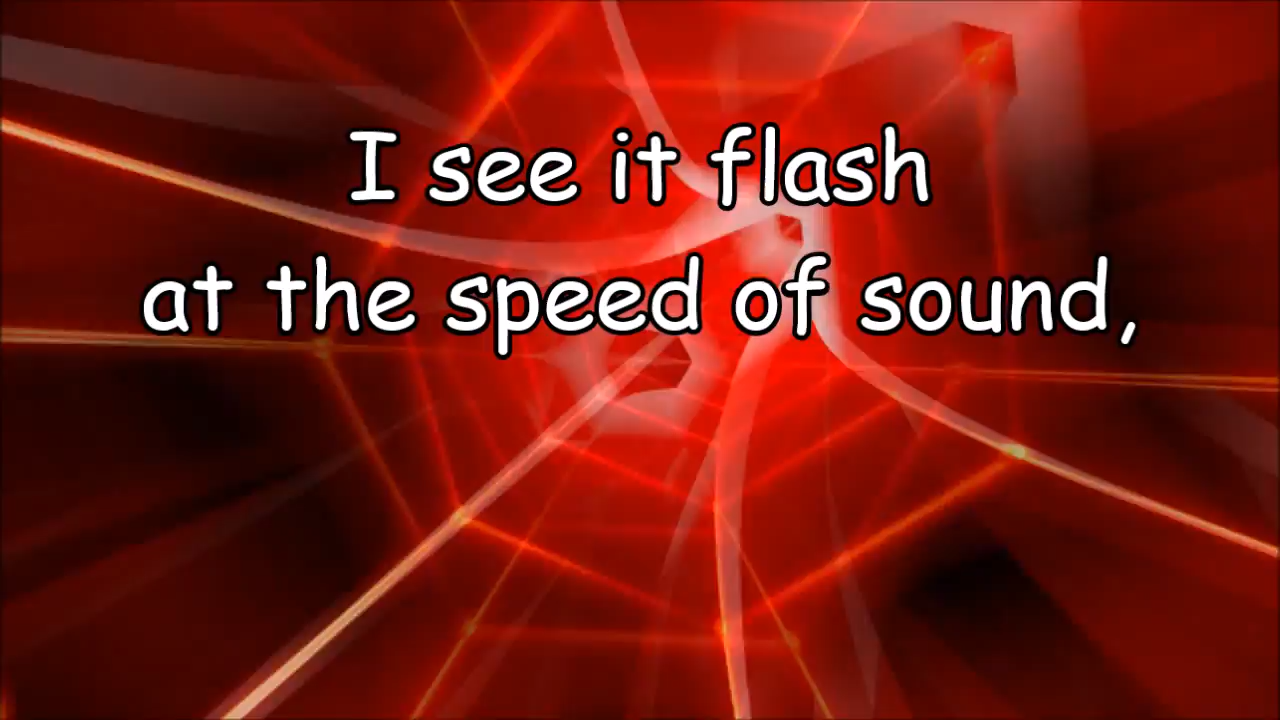 I see it flash
at the speed of sound,